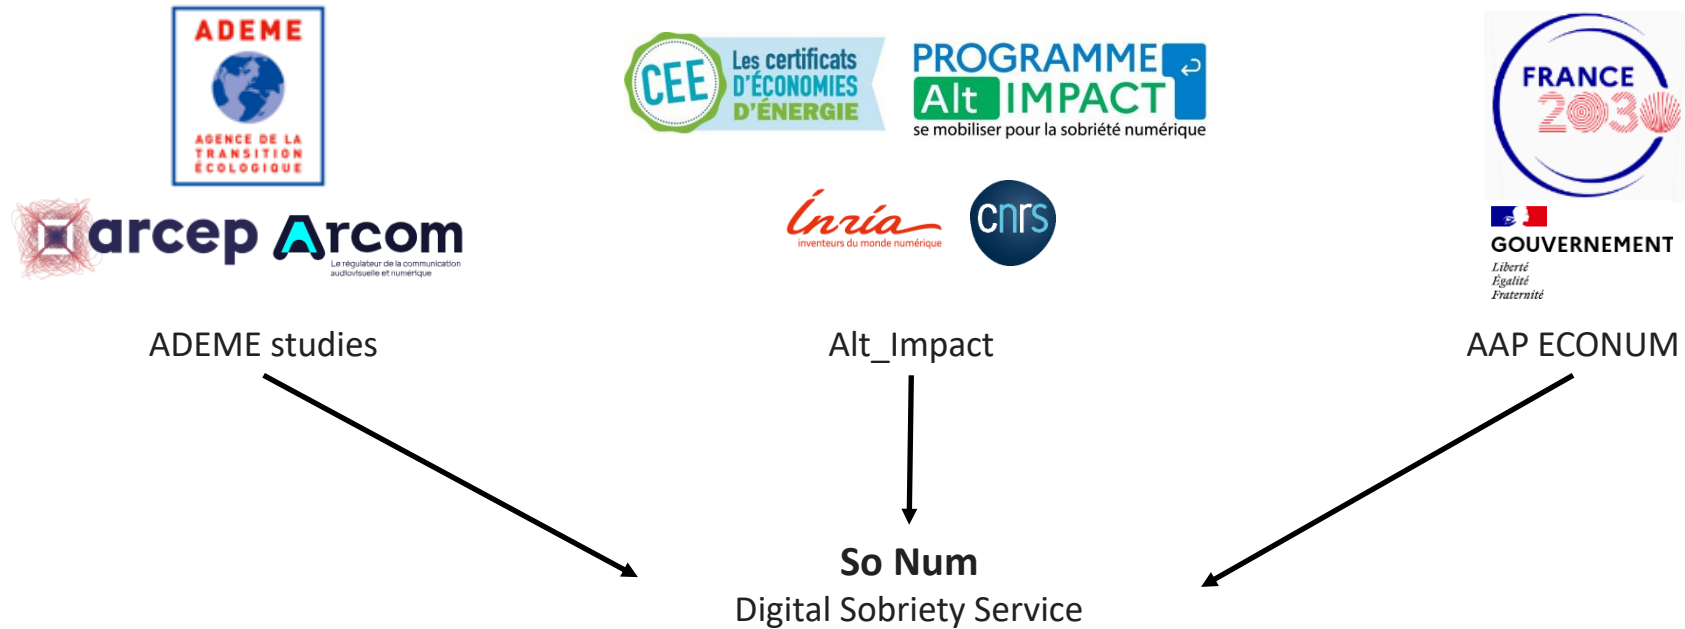 ADEME
AGENCE DE LA
TRANSITION
ÉCOLOGIQUE
arcep
Arcom
Le régulateur de la communication
audiovisuelle et numérique
ADEME studies
CEE
Les certificats
D'ÉCONOMIES
D'ÉNERGIE
PROGRAMME
Alt IMPACT
se mobiliser pour la sobriété numérique
Inria
inventeurs du monde numérique
cnrs
Alt_Impact
FRANCE
2030
GOUVERNEMENT
Liberté
Égalité
Fraternité
AAP ECONUM
So Num
Digital Sobriety Service